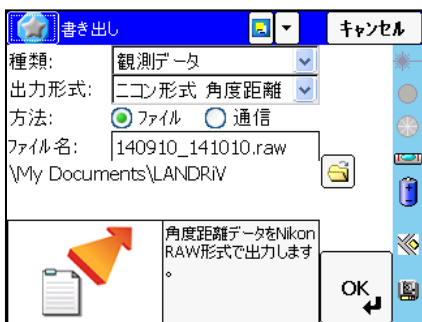 書き出し キャンセル
種類: 観測データ
出力形式: ニコン形式 角度距離
方法: ファイル 通信
ファイル名: 140910_141010.raw
\My Documents\LANDRiV
角度距離データをNikon
RAW形式で出力します
。
OK